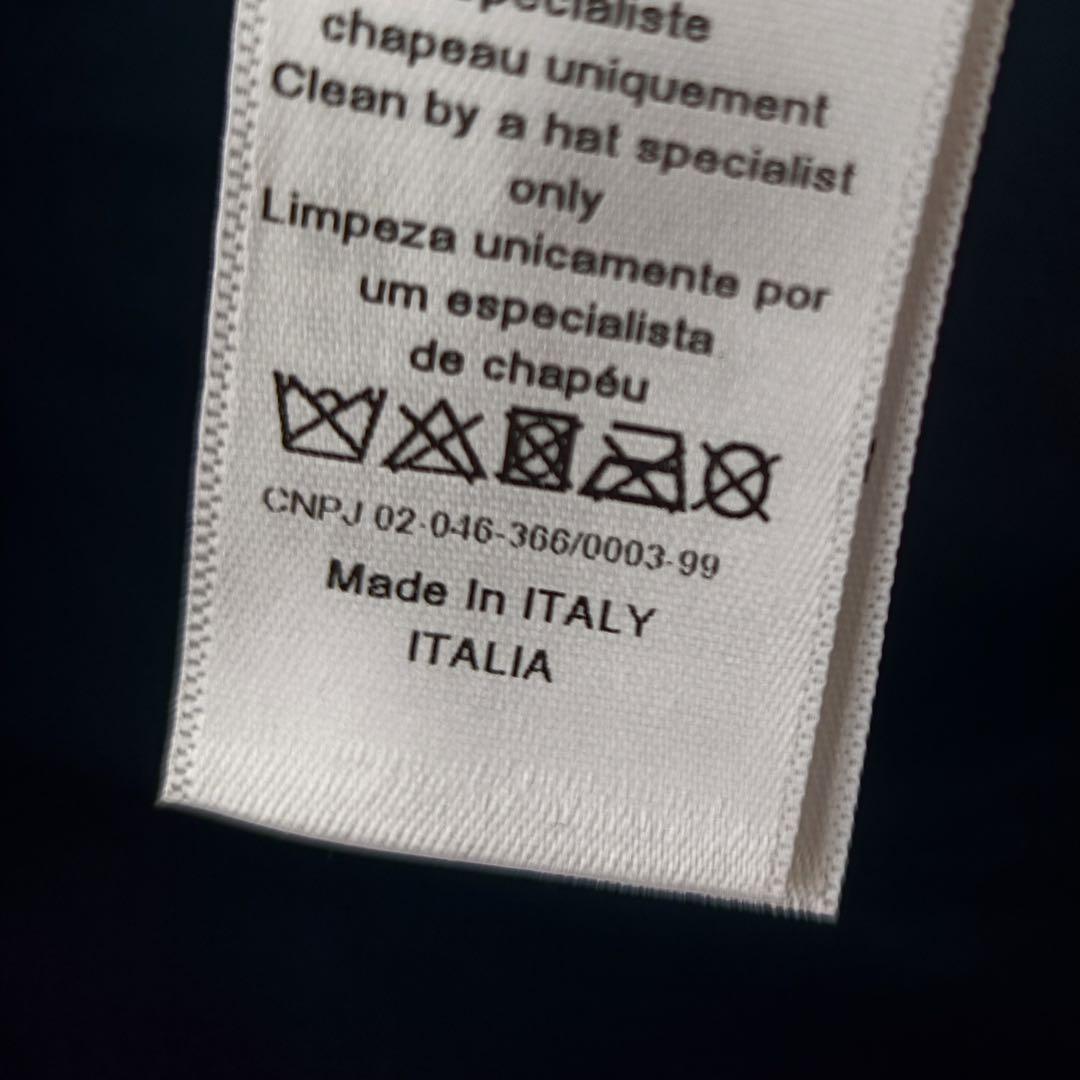 spécialiste
chapeau uniquement
Clean by a hat specialist
only
Limpeza unicamente por
um especialista
de chapéu
CNPJ 02-046-366/0003-99
Made In ITALY
ITALIA